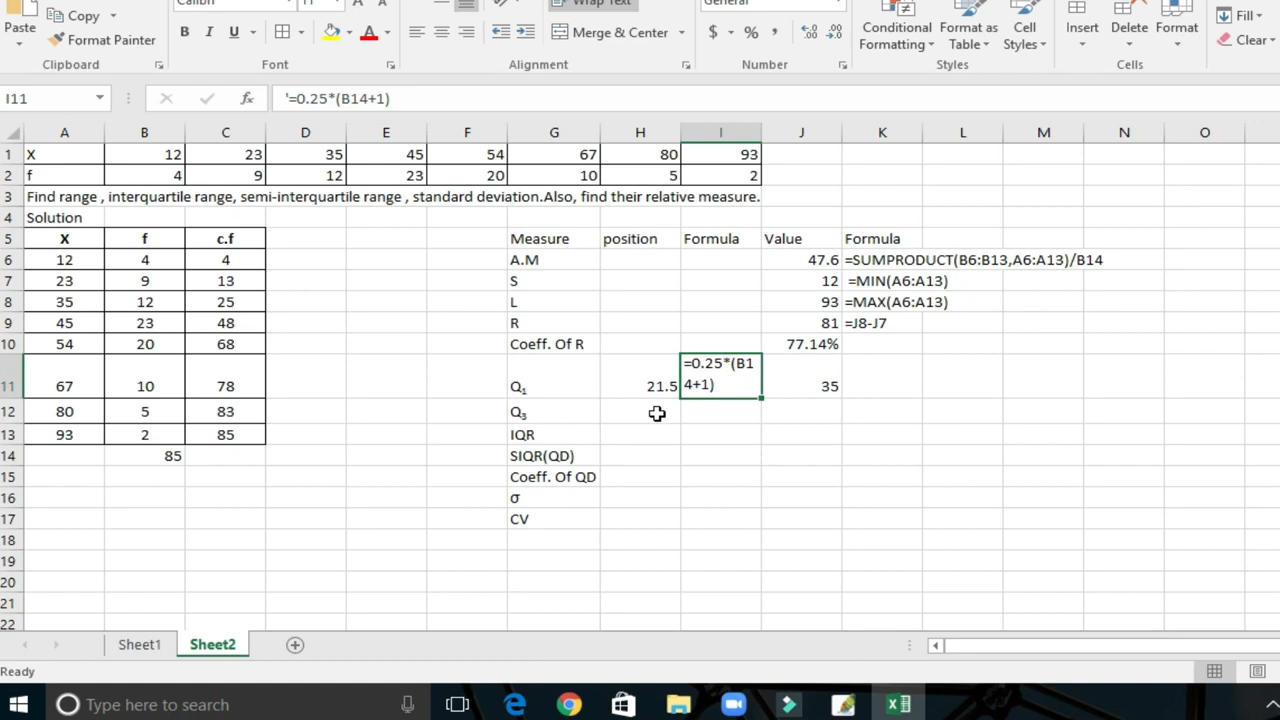 Calibri 11 Wrap Text General
Copy
Paste
Format Painter
B I U Merge & Center $ % , Conditional Format as Cell Insert Delete Format
Formatting Table Styles
Fill
Clear
Clipboard Font Alignment Number Styles Cells
I11 fx '=0.25*(B14+1)
A B C D E F G H I J K L M N O
1 X 12 23 35 45 54 67 80 93
2 f 4 9 12 23 20 10 5 2
3 Find range , interquartile range, semi-interquartile range , standard deviation.Also, find their relative measure.
4 Solution
5 X f c.f Measure position Formula Value Formula
6 12 4 4 A.M 47.6 =SUMPRODUCT(B6:B13,A6:A13)/B14
7 23 9 13 S 12 =MIN(A6:A13)
8 35 12 25 L 93 =MAX(A6:A13)
9 45 23 48 R 81 =J8-J7
10 54 20 68 Coeff. Of R 77.14%
=0.25*(B1
11 67 10 78 Q₁ 21.5 4+1) 35
12 80 5 83 Q₃
13 93 2 85 IQR
14 85 SIQR(QD)
15 Coeff. Of QD
16 σ
17 CV
18
19
20
21
22
Sheet1 Sheet2
Ready
Type here to search